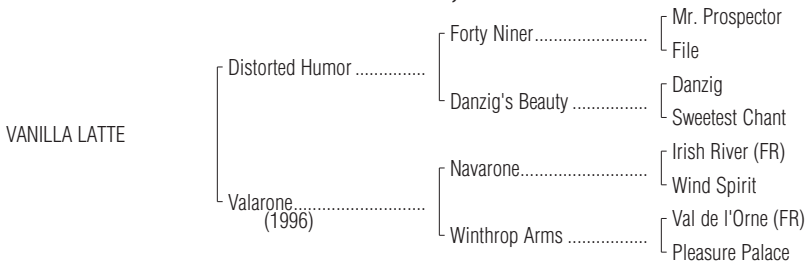 Mr. Prospector
Forty Niner.......................
File
Distorted Humor ...............
Danzig
Danzig's Beauty ................
Sweetest Chant
VANILLA LATTE
Irish River (FR)
Navarone..........................
Wind Spirit
Valarone...........................
(1996)
Val de l'Orne (FR)
Winthrop Arms .................
Pleasure Palace